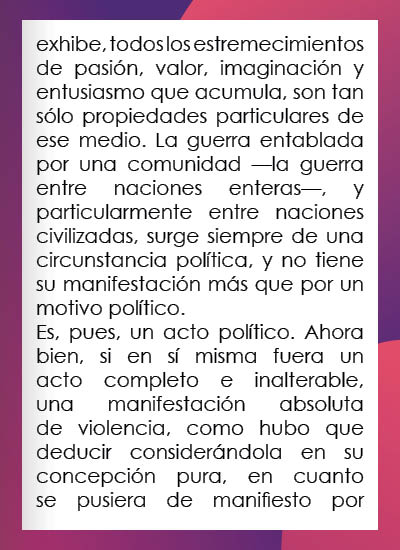 exhibe, todos los estremecimientos
de pasión, valor, imaginación y
entusiasmo que acumula, son tan
sólo propiedades particulares de
ese medio. La guerra entablada
por una comunidad —la guerra
entre naciones enteras—, y
particularmente entre naciones
civilizadas, surge siempre de una
circunstancia política, y no tiene
su manifestación más que por un
motivo político.
Es, pues, un acto político. Ahora
bien, si en sí misma fuera un
acto completo e inalterable,
una manifestación absoluta
de violencia, como hubo que
deducir considerándola en su
concepción pura, en cuanto
se pusiera de manifiesto por